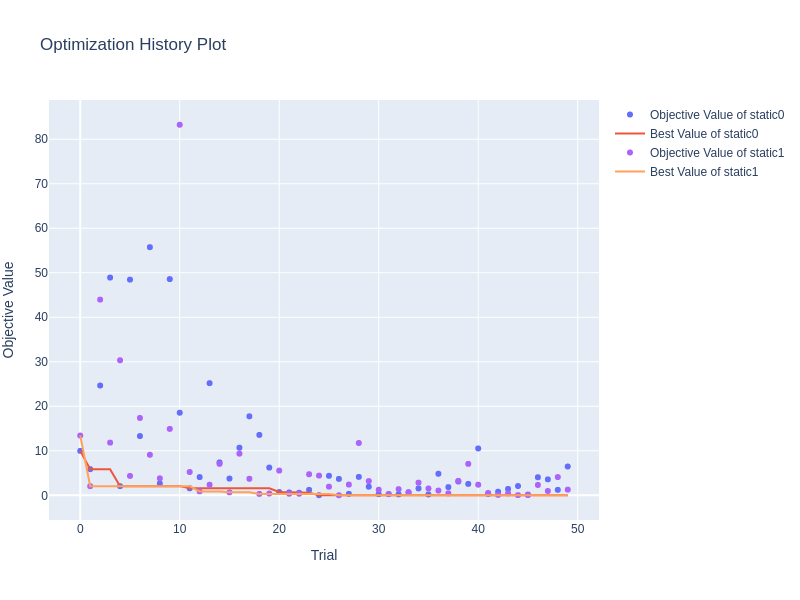 Optimization History Plot
Objective Value of static0
Best Value of static0
Objective Value of static1
Best Value of static1
80
70
60
50
40
30
20
10
0
Objective Value
0 10 20 30 40 50
Trial